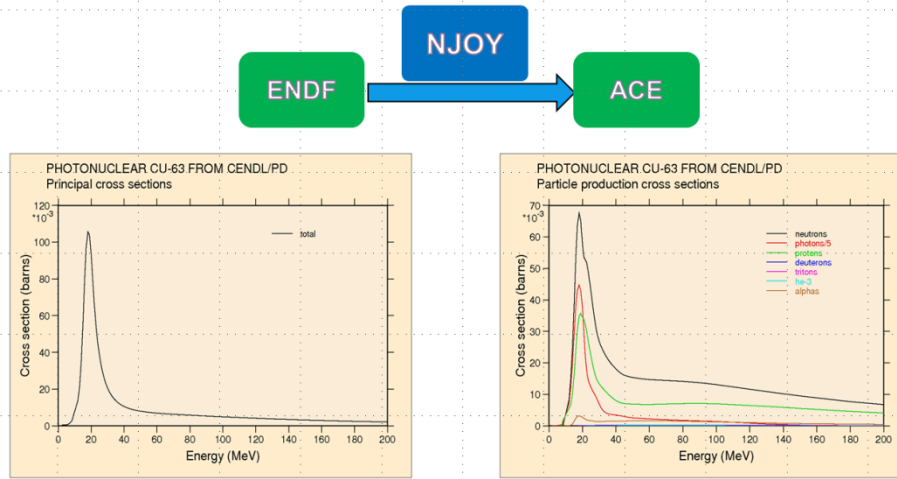 NJOY
ENDF
ACE
PHOTONUCLEAR CU-63 FROM CENDL/PD
Principal cross sections
120
*10⁻³
100
80
60
40
20
0
total
Cross section (barns)
0 20 40 60 80 100 120 140 160 180 200
Energy (MeV)
PHOTONUCLEAR CU-63 FROM CENDL/PD
Particle production cross sections
70
*10⁻³
60
50
40
30
20
10
0
neutrons
photons/5
protens
deuterons
tritons
he-3
alphas
Cross section (barns)
0 20 40 60 80 100 120 140 160 180 200
Energy (MeV)